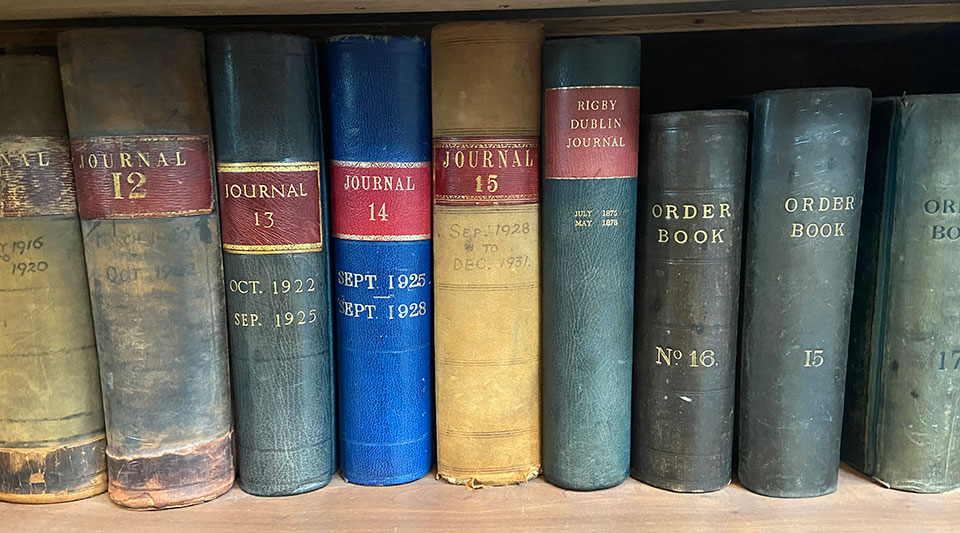 NAL
Y 1916
TO
1920
JOURNAL
12
OCT.
JOURNAL
13
OCT. 1922
SEP. 1925
JOURNAL
14
SEPT. 1925
—
SEPT. 1928
JOURNAL
15
SEP. 1928
TO
DEC. 1931.
RIGBY
DUBLIN
JOURNAL
JULY 1875
MAY 1878
ORDER
BOOK
No 16.
ORDER
BOOK
15
OR
BO
17